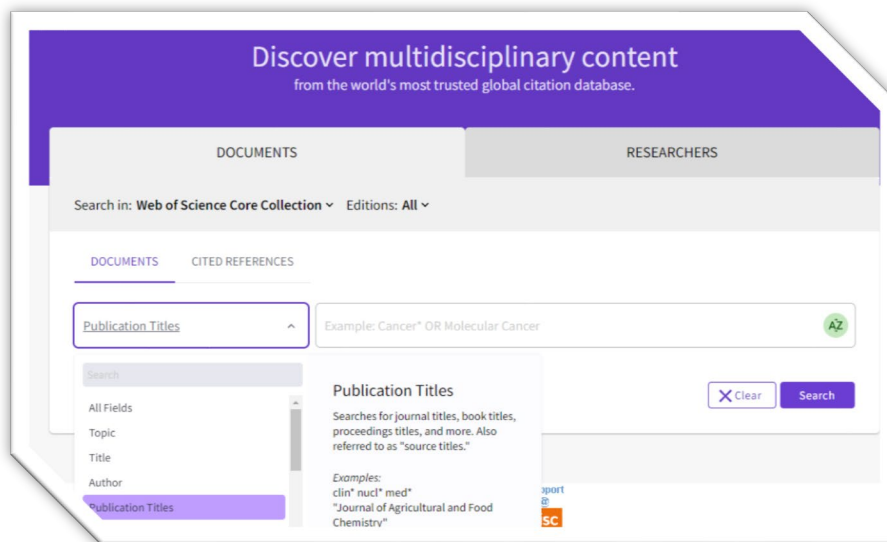 Discover multidisciplinary content
from the world's most trusted global citation database.
DOCUMENTS
RESEARCHERS
Search in: Web of Science Core Collection Editions: All
DOCUMENTS CITED REFERENCES
Publication Titles
Example: Cancer* OR Molecular Cancer
AZ
Search
All Fields
Topic
Title
Author
Publication Titles
Publication Titles
Searches for journal titles, book titles,
proceedings titles, and more. Also
referred to as "source titles."
Examples:
clin* nucl* med*
"Journal of Agricultural and Food
Chemistry"
Clear
Search